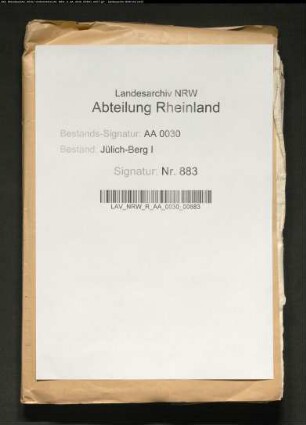 Landesarchiv NRW
Abteilung Rheinland
Bestands-Signatur: AA 0030
Bestand: Jülich-Berg I
Signatur: Nr. 883
LAV_NRW_R_AA_0030_00883